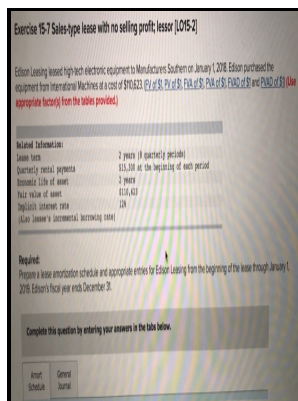 Exercise 15-7 Sales-type lease with no selling profit; lessor [LO15-2]
Edison Leasing leased high-tech electronic equipment to Manufacturers Southern on January 1, 2018. Edison purchased the
equipment from International Machines at a cost of $110,623. (FV of $1, PV of $1, FVA of $1, PVA of $1, FVAD of $1 and PVAD of $1) (Use
appropriate factor(s) from the tables provided.)
Related Information:
Lease term 2 years (8 quarterly periods)
Quarterly rental payments $15,300 at the beginning of each period
Economic life of asset 2 years
Fair value of asset $110,623
Implicit interest rate 12%
(Also lessee's incremental borrowing rate)
Required:
Prepare a lease amortization schedule and appropriate entries for Edison Leasing from the beginning of the lease through January 1,
2019. Edison's fiscal year ends December 31.
Complete this question by entering your answers in the tabs below.
Amort Schedule
General Journal